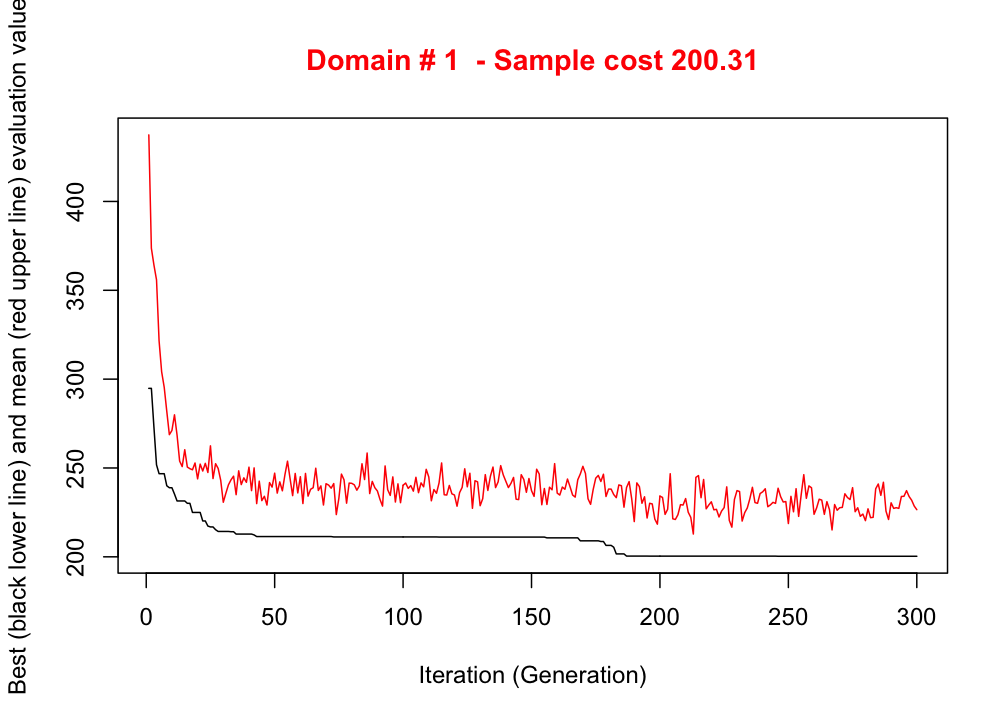 Domain # 1 - Sample cost 200.31
Best (black lower line) and mean (red upper line) evaluation value
400
350
300
250
200
0 50 100 150 200 250 300
Iteration (Generation)